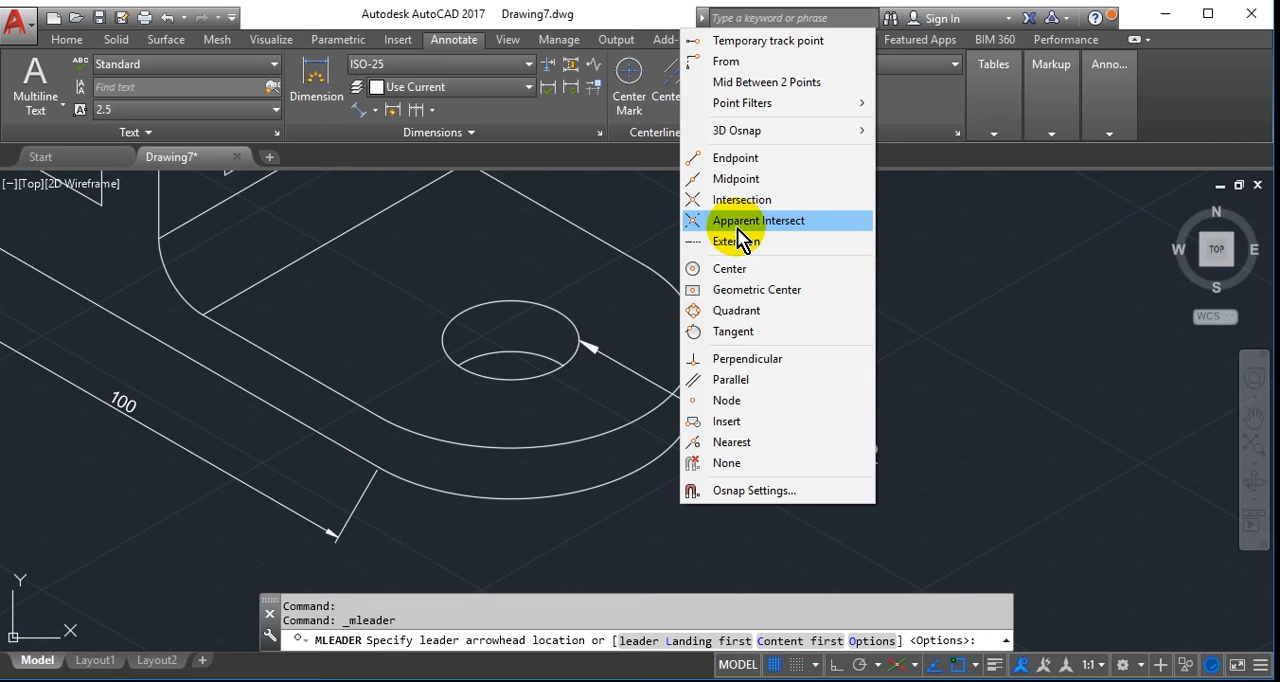 Autodesk AutoCAD 2017 Drawing7.dwg
Type a keyword or phrase
Sign In
Home Solid Surface Mesh Visualize Parametric Insert Annotate View Manage Output Add- Featured Apps BIM 360 Performance
Multiline
Text
Standard
Find text
2.5
Text
Dimension
ISO-25
Use Current
Dimensions
Center
Mark
Center
Centerline
Tables
Markup
Anno...
Start
Drawing7*
[−][Top][2D Wireframe]
Temporary track point
From
Mid Between 2 Points
Point Filters
3D Osnap
Endpoint
Midpoint
Intersection
Apparent Intersect
Center
Geometric Center
Quadrant
Tangent
Perpendicular
Parallel
Node
Insert
Nearest
None
Osnap Settings...
N
W TOP E
S
WCS
100
Y
X
Command:
Command: _mleader
MLEADER Specify leader arrowhead location or [leader Landing first Content first Options] <Options>:
Model Layout1 Layout2 +
MODEL
1:1